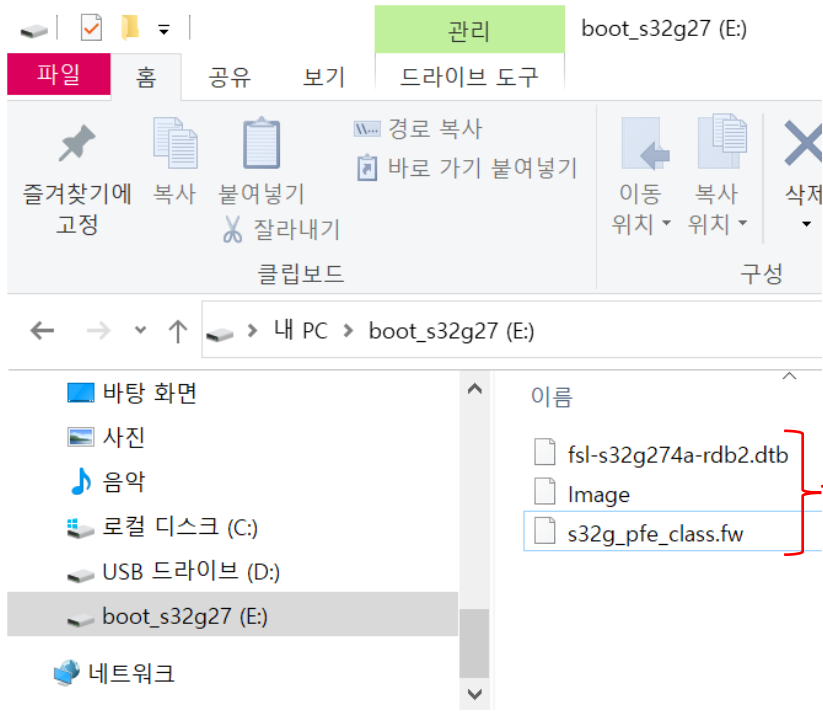 관리
boot_s32g27 (E:)
파일
홈
공유
보기
드라이브 도구
즐겨찾기에
고정
복사
붙여넣기
잘라내기
경로 복사
바로 가기 붙여넣기
클립보드
이동
위치
복사
위치
삭제
구성
내 PC
boot_s32g27 (E:)
바탕 화면
사진
음악
로컬 디스크 (C:)
USB 드라이브 (D:)
boot_s32g27 (E:)
네트워크
이름
fsl-s32g274a-rdb2.dtb
Image
s32g_pfe_class.fw